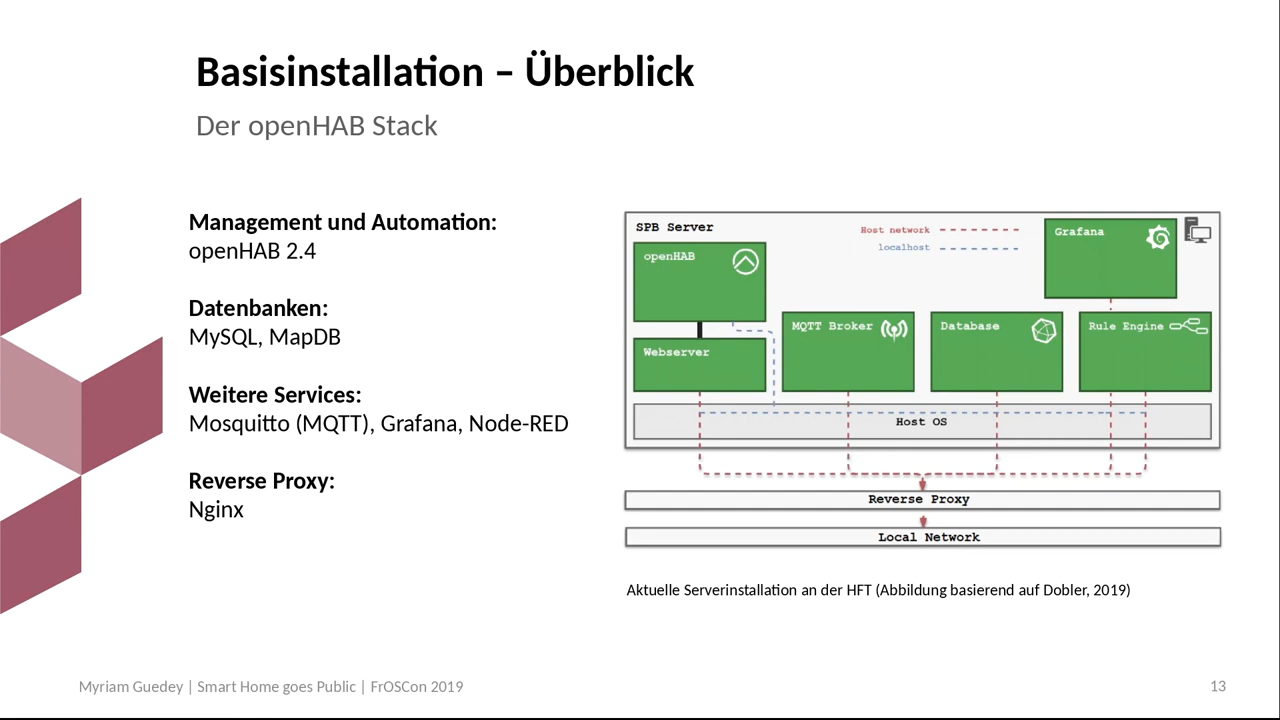 Basisinstallation – Überblick
Der openHAB Stack
Management und Automation:
openHAB 2.4
Datenbanken:
MySQL, MapDB
Weitere Services:
Mosquitto (MQTT), Grafana, Node-RED
Reverse Proxy:
Nginx
SPB Server
Host network
localhost
Grafana
openHAB
MQTT Broker
Database
Rule Engine
Webserver
Host OS
Reverse Proxy
Local Network
Aktuelle Serverinstallation an der HFT (Abbildung basierend auf Dobler, 2019)
Myriam Guedey | Smart Home goes Public | FrOSCon 2019
13